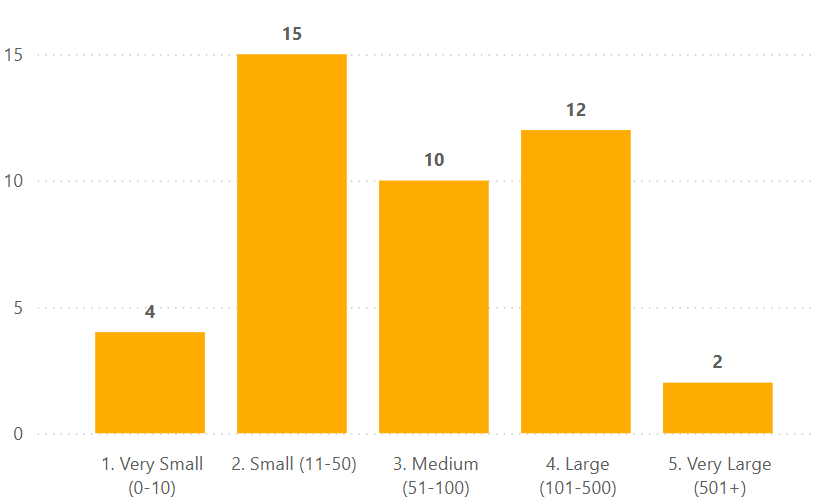 15
15
12
10
10
4
5
2
0
1. Very Small
(0-10)
2. Small (11-50)
3. Medium
(51-100)
4. Large
(101-500)
5. Very Large
(501+)